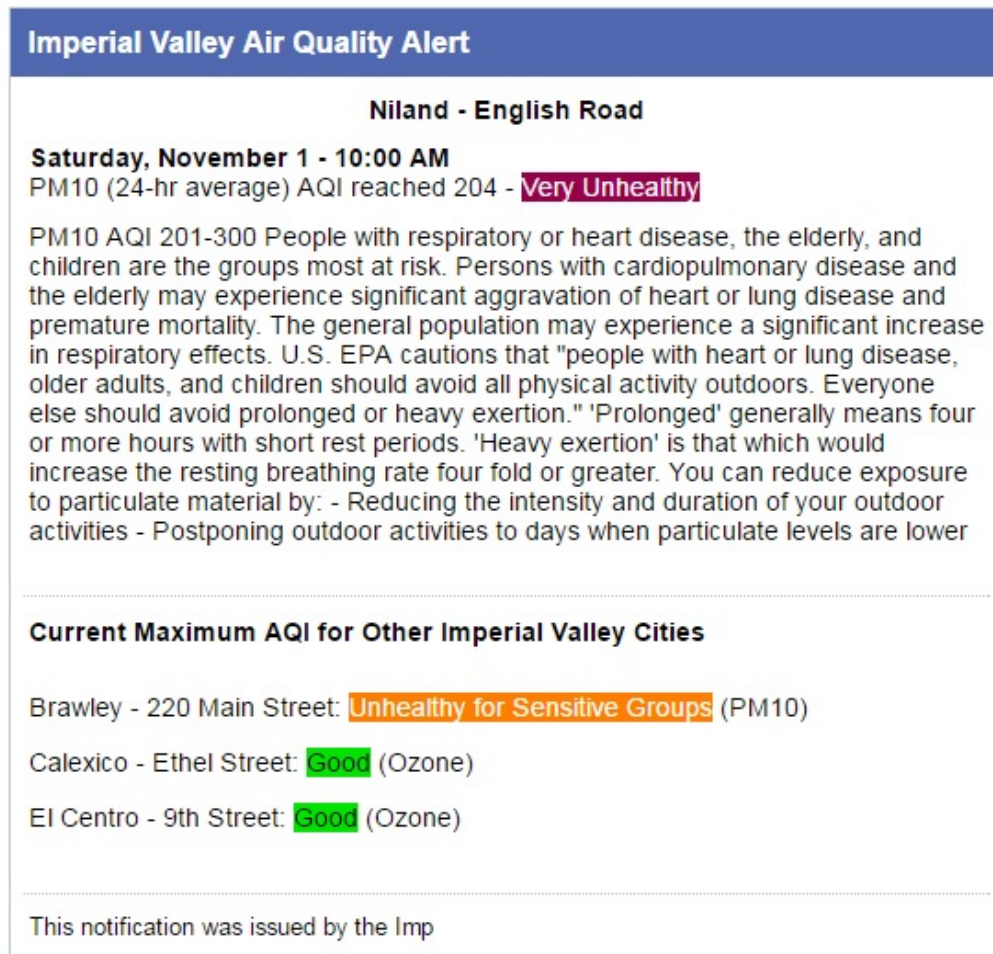 Imperial Valley Air Quality Alert
Niland - English Road
Saturday, November 1 - 10:00 AM
PM10 (24-hr average) AQI reached 204 - Very Unhealthy
PM10 AQI 201-300 People with respiratory or heart disease, the elderly, and
children are the groups most at risk. Persons with cardiopulmonary disease and
the elderly may experience significant aggravation of heart or lung disease and
premature mortality. The general population may experience a significant increase
in respiratory effects. U.S. EPA cautions that "people with heart or lung disease,
older adults, and children should avoid all physical activity outdoors. Everyone
else should avoid prolonged or heavy exertion." 'Prolonged' generally means four
or more hours with short rest periods. 'Heavy exertion' is that which would
increase the resting breathing rate four fold or greater. You can reduce exposure
to particulate material by: - Reducing the intensity and duration of your outdoor
activities - Postponing outdoor activities to days when particulate levels are lower
Current Maximum AQI for Other Imperial Valley Cities
Brawley - 220 Main Street: Unhealthy for Sensitive Groups (PM10)
Calexico - Ethel Street: Good (Ozone)
El Centro - 9th Street: Good (Ozone)
This notification was issued by the Imp